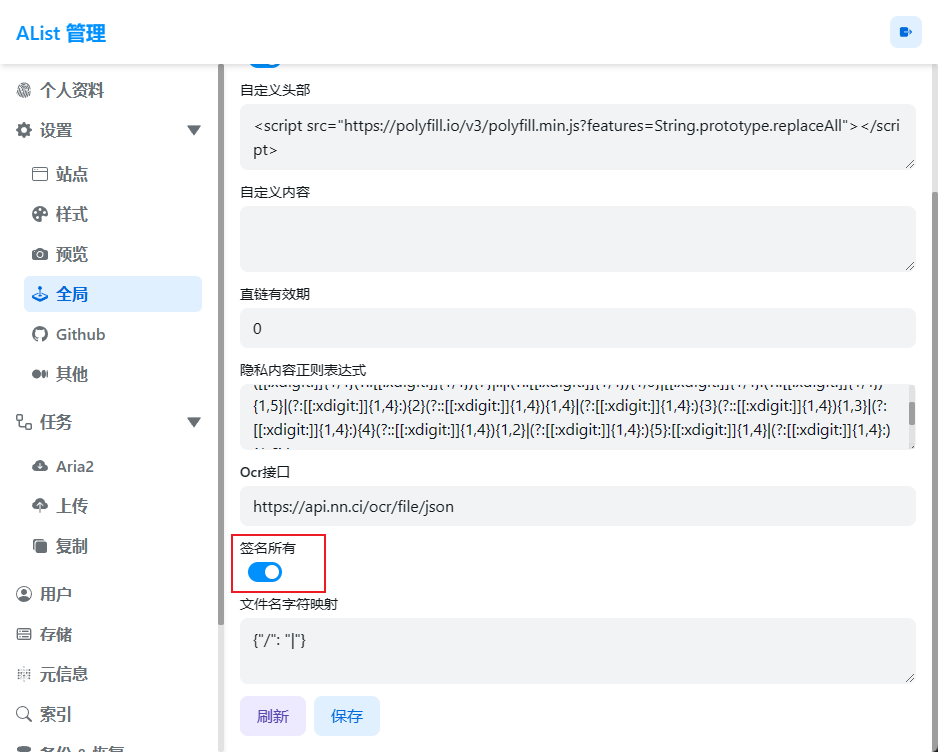 AList 管理
个人资料
设置
站点
样式
预览
全局
Github
其他
任务
Aria2
上传
复制
用户
存储
元信息
索引
备份 & 恢复
自定义头部
<script src="https://polyfill.io/v3/polyfill.min.js?features=String.prototype.replaceAll"></scri
pt>
自定义内容
直链有效期
0
隐私内容正则表达式
{1,5}|(?:[[:xdigit:]]{1,4}:){2}(?::[[:xdigit:]]{1,4}){1,4}|(?:[[:xdigit:]]{1,4}:){3}(?::[[:xdigit:]]{1,4}){1,3}|(?:
[[:xdigit:]]{1,4}:){4}(?::[[:xdigit:]]{1,4}){1,2}|(?:[[:xdigit:]]{1,4}:){5}:[[:xdigit:]]{1,4}|(?::[[:xdigit:]]{1,4}:)
Ocr接口
https://api.nn.ci/ocr/file/json
签名所有
文件名字符映射
{"/": "|"}
刷新
保存